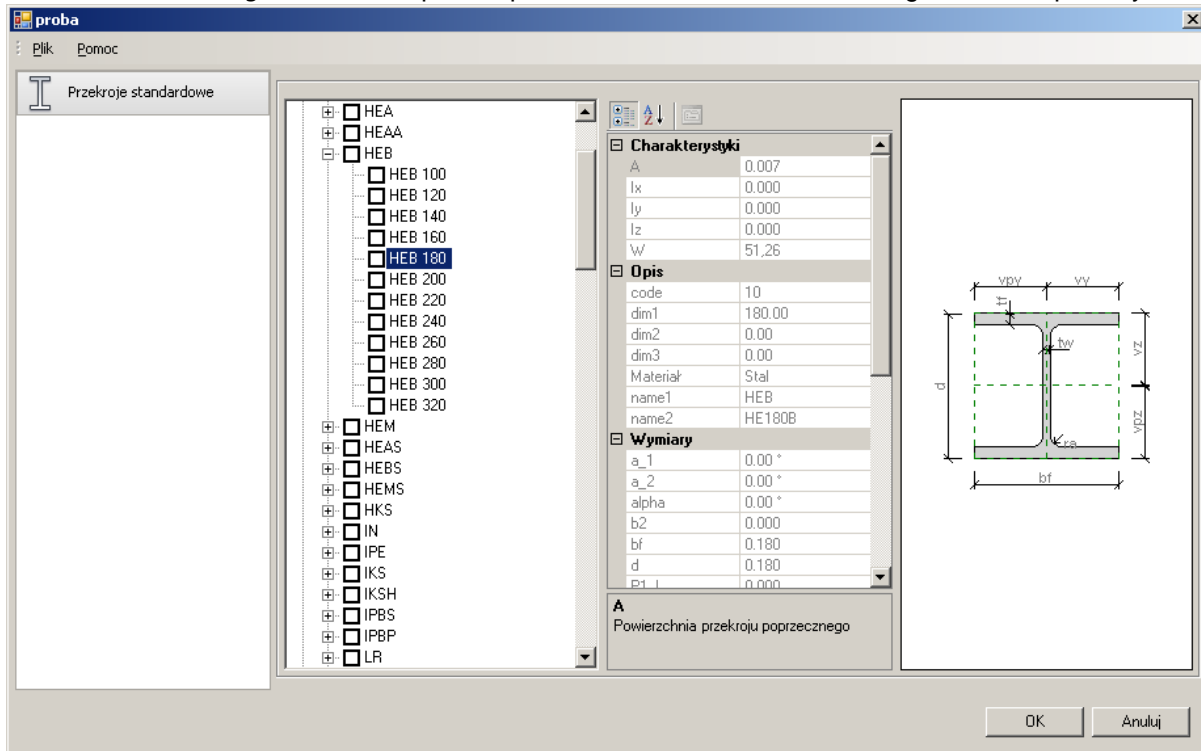 proba
Plik Pomoc
Przekroje standardowe
HEA
HEAA
HEB
HEB 100
HEB 120
HEB 140
HEB 160
HEB 180
HEB 200
HEB 220
HEB 240
HEB 260
HEB 280
HEB 300
HEB 320
HEM
HEAS
HEBS
HEMS
HKS
IN
IPE
IKS
IKSH
IPBS
IPBP
LR
Charakterystyki
A 0.007
Ix 0.000
Iy 0.000
Iz 0.000
W 51,26
Opis
code 10
dim1 180.00
dim2 0.00
dim3 0.00
Materiał Stal
name1 HEB
name2 HE180B
Wymiary
a_1 0.00 °
a_2 0.00 °
alpha 0.00 °
b2 0.000
bf 0.180
d 0.180
P1_L 0.000
A
Powierzchnia przekroju poprzecznego
vpy vy
tf
tw
vz
d
vpz
ra
bf
OK Anuluj